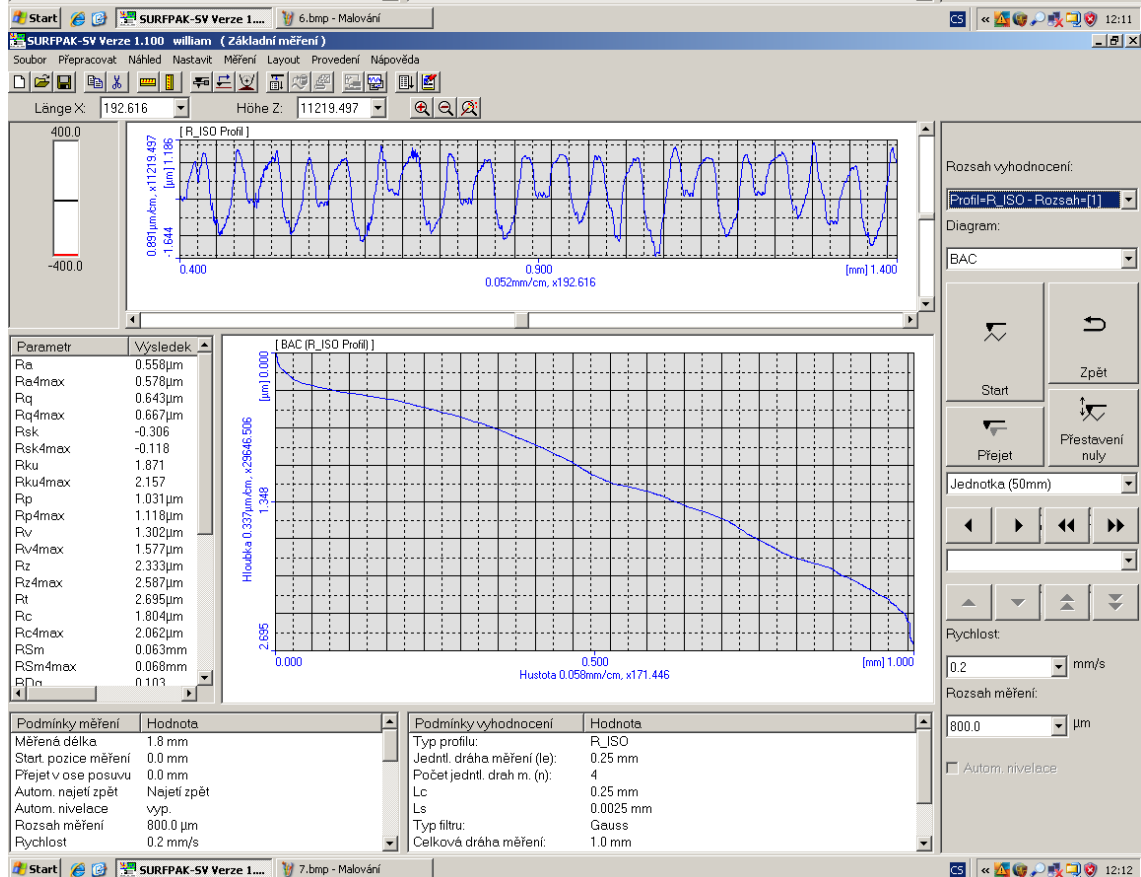 Start SURFPAK-SV Verze 1.... 6.bmp - Malování CS « 12:11
SURFPAK-SV Verze 1.100 william ( Základní měření )
Soubor Přepracovat Náhled Nastavit Měření Layout Provedení Nápověda
Länge X: 192.616 Höhe Z: 11219.497
400.0
-400.0
[ R_ISO Profil ]
0.891µm/cm, x11219.497
-1.644 [µm] 1.186
0.400 0.900 [mm] 1.400
0.052mm/cm, x192.616
Parametr Výsledek
Ra 0.558µm
Ra4max 0.578µm
Rq 0.643µm
Rq4max 0.667µm
Rsk -0.306
Rsk4max -0.118
Rku 1.871
Rku4max 2.157
Rp 1.031µm
Rp4max 1.118µm
Rv 1.302µm
Rv4max 1.577µm
Rz 2.333µm
Rz4max 2.587µm
Rt 2.695µm
Rc 1.804µm
Rc4max 2.062µm
RSm 0.063mm
RSm4max 0.068mm
RDq 0.103
[ BAC (R_ISO Profil) ]
Hloubka 0.337µm/cm, x29646.506
2.695 1.348 [µm] 0.000
0.000 0.500 [mm] 1.000
Hustota 0.058mm/cm, x171.446
Podmínky měření Hodnota
Měřená délka 1.8 mm
Start. pozice měření 0.0 mm
Přejet v ose posuvu 0.0 mm
Autom. najetí zpět Najetí zpět
Autom. nivelace vyp.
Rozsah měření 800.0 µm
Rychlost 0.2 mm/s
Podmínky vyhodnocení Hodnota
Typ profilu: R_ISO
Jedntl. dráha měření (le): 0.25 mm
Počet jedntl. drah m. (n): 4
Lc 0.25 mm
Ls 0.0025 mm
Typ filtru: Gauss
Celková dráha měření: 1.0 mm
Rozsah vyhodnocení:
Profil=R_ISO - Rozsah=[1]
Diagram:
BAC
Start
Zpět
Přejet
Přestavení
nuly
Jednotka (50mm)
Rychlost:
0.2 mm/s
Rozsah měření:
800.0 µm
Autom. nivelace
Start SURFPAK-SV Verze 1.... 7.bmp - Malování CS « 12:12